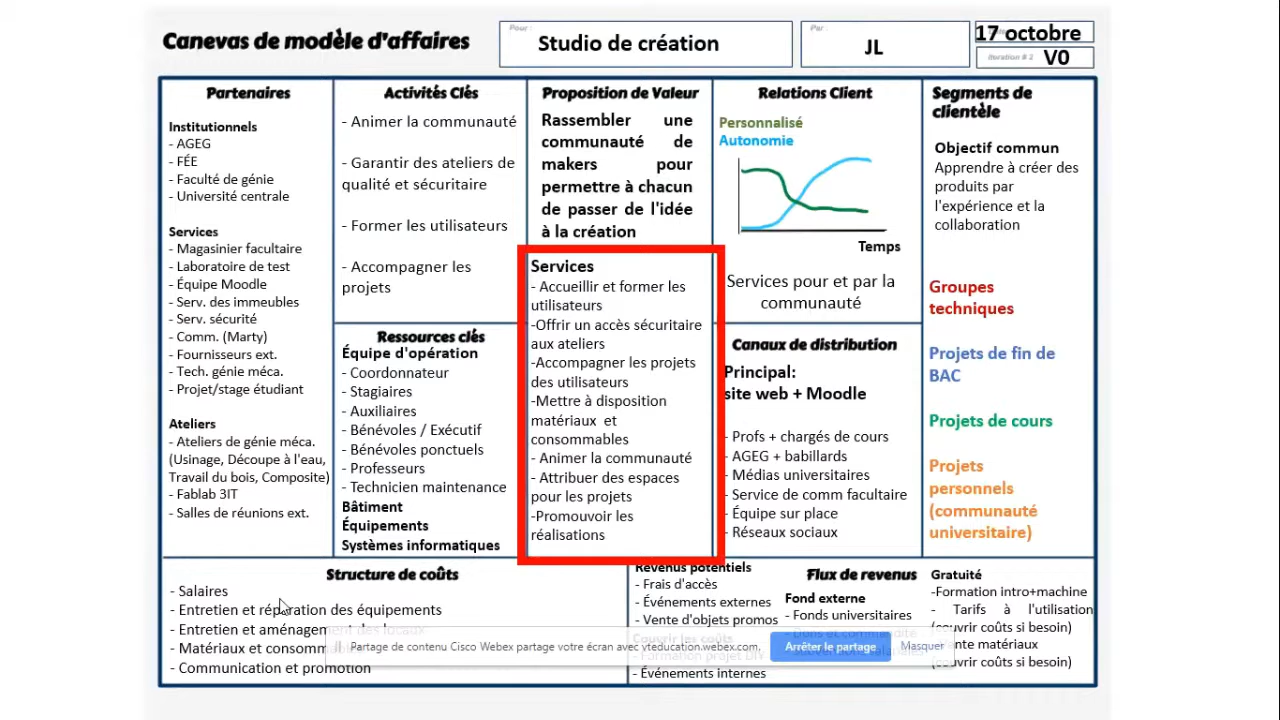 Canevas de modèle d'affaires
Pour :
Studio de création
Par :
JL
17 octobre
Iteration # 2
V0
Partenaires
Institutionnels
- AGEG
- FÉE
- Faculté de génie
- Université centrale
Services
- Magasinier facultaire
- Laboratoire de test
- Équipe Moodle
- Serv. des immeubles
- Serv. sécurité
- Comm. (Marty)
- Fournisseurs ext.
- Tech. génie méca.
- Projet/stage étudiant
Ateliers
- Ateliers de génie méca.
(Usinage, Découpe à l'eau,
Travail du bois, Composite)
- Fablab 3IT
- Salles de réunions ext.
Activités Clés
- Animer la communauté
- Garantir des ateliers de
qualité et sécuritaire
- Former les utilisateurs
- Accompagner les
projets
Ressources clés
Équipe d'opération
- Coordonnateur
- Stagiaires
- Auxiliaires
- Bénévoles / Exécutif
- Bénévoles ponctuels
- Professeurs
- Technicien maintenance
Bâtiment
Équipements
Systèmes informatiques
Proposition de Valeur
Rassembler une
communauté de
makers pour
permettre à chacun
de passer de l'idée
à la création
Services
- Accueillir et former les
utilisateurs
-Offrir un accès sécuritaire
aux ateliers
-Accompagner les projets
des utilisateurs
-Mettre à disposition
matériaux et
consommables
- Animer la communauté
- Attribuer des espaces
pour les projets
-Promouvoir les
réalisations
Relations Client
Personnalisé
Autonomie
Temps
Services pour et par la
communauté
Canaux de distribution
Principal:
site web + Moodle
- Profs + chargés de cours
- AGEG + babillards
- Médias universitaires
- Service de comm facultaire
- Équipe sur place
- Réseaux sociaux
Segments de
clientèle
Objectif commun
Apprendre à créer des
produits par
l'expérience et la
collaboration
Groupes
techniques
Projets de fin de
BAC
Projets de cours
Projets
personnels
(communauté
universitaire)
Structure de coûts
- Salaires
- Entretien et réparation des équipements
- Entretien et aménagement des locaux
- Matériaux et consomm
- Communication et promotion
Flux de revenus
Revenus potentiels
- Frais d'accès
- Événements externes
- Vente d'objets promo
Couvrir les coûts
- Formation projet DIY
- Événements internes
Fond externe
- Fonds universitaires
Gratuité
-Formation intro+machine
- Tarifs à l'utilisation
(couvrir coûts si besoin)
matériaux
(couvrir coûts si besoin)
Partage de contenu Cisco Webex partage votre écran avec vteducation.webex.com.
Arrêter le partage
Masquer